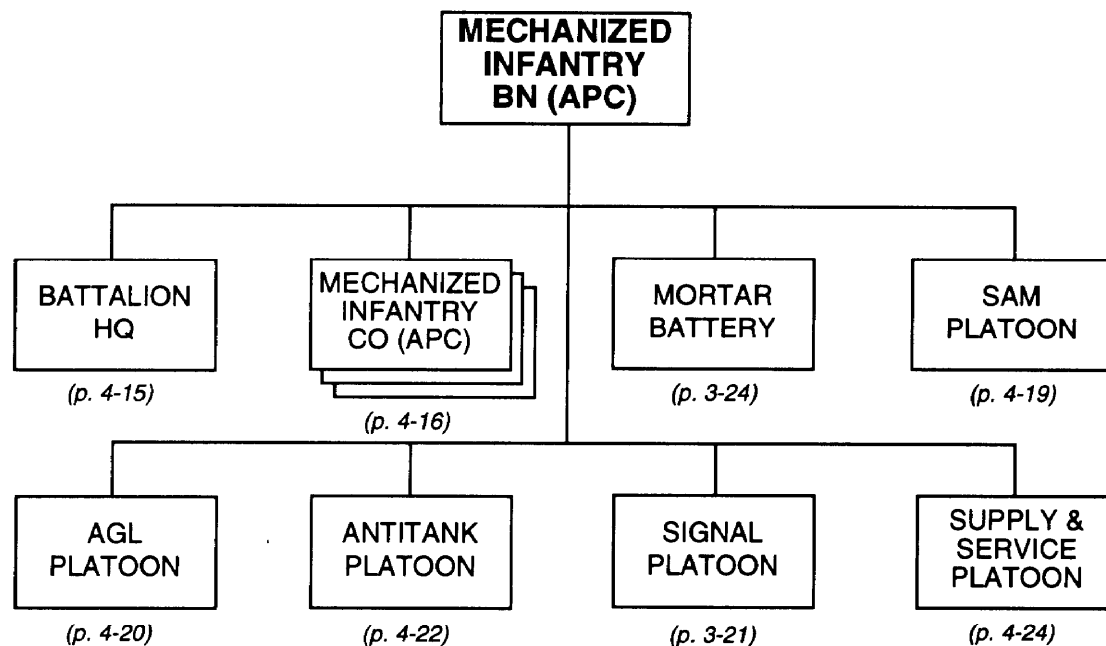 MECHANIZED
INFANTRY
BN (APC)
BATTALION
HQ
(p. 4-15)
MECHANIZED
INFANTRY
CO (APC)
(p. 4-16)
MORTAR
BATTERY
(p. 3-24)
SAM
PLATOON
(p. 4-19)
AGL
PLATOON
(p. 4-20)
ANTITANK
PLATOON
(p. 4-22)
SIGNAL
PLATOON
(p. 3-21)
SUPPLY &
SERVICE
PLATOON
(p. 4-24)